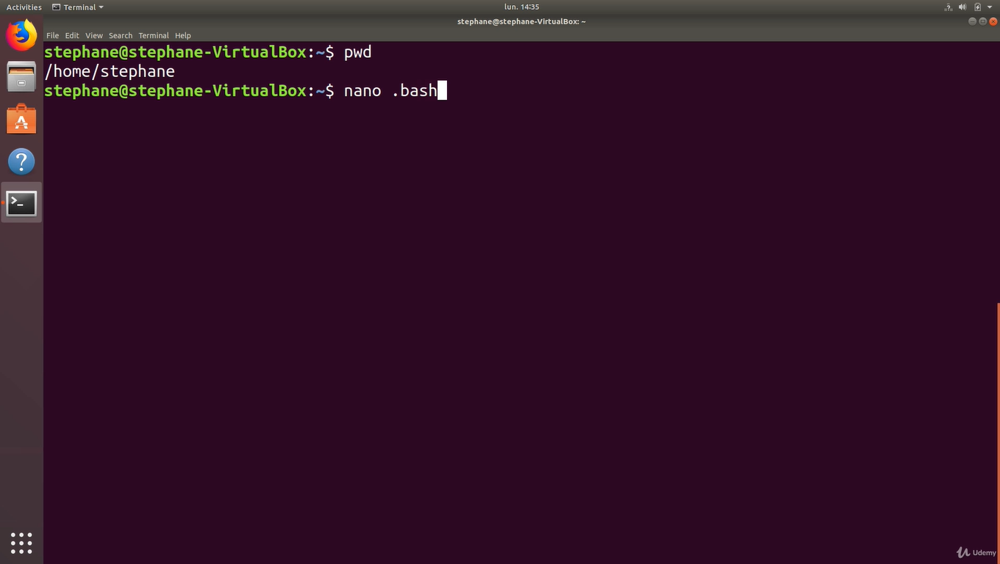 Activities Terminal lun. 14:35
stephane@stephane-VirtualBox: ~
File Edit View Search Terminal Help
stephane@stephane-VirtualBox:~$ pwd
/home/stephane
stephane@stephane-VirtualBox:~$ nano .bash
Udemy